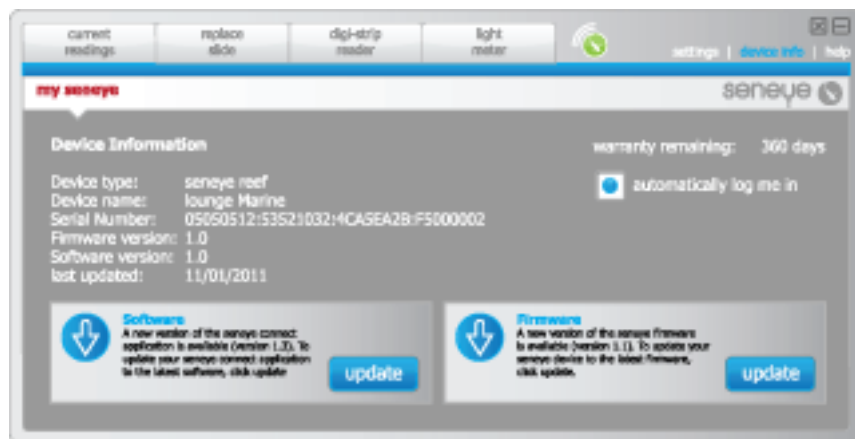 current readings
replace slide
digi-strip reader
light meter
settings | device info | help
my seneye
seneye
Device Information
warranty remaining: 360 days
automatically log me in
Device type: seneye reef
Device name: lounge Marine
Serial Number: 05050512:53521032:4CA5EA2B:F5000002
Firmware version: 1.0
Software version: 1.0
last updated: 11/01/2011
Software
A new version of the seneye connect
application is available (version 1.3). To
update your seneye connect application
to the latest software, click update
update
Firmware
A new version of the seneye firmware
is available (version 1.1). To update your
seneye device to the latest firmware,
click update.
update